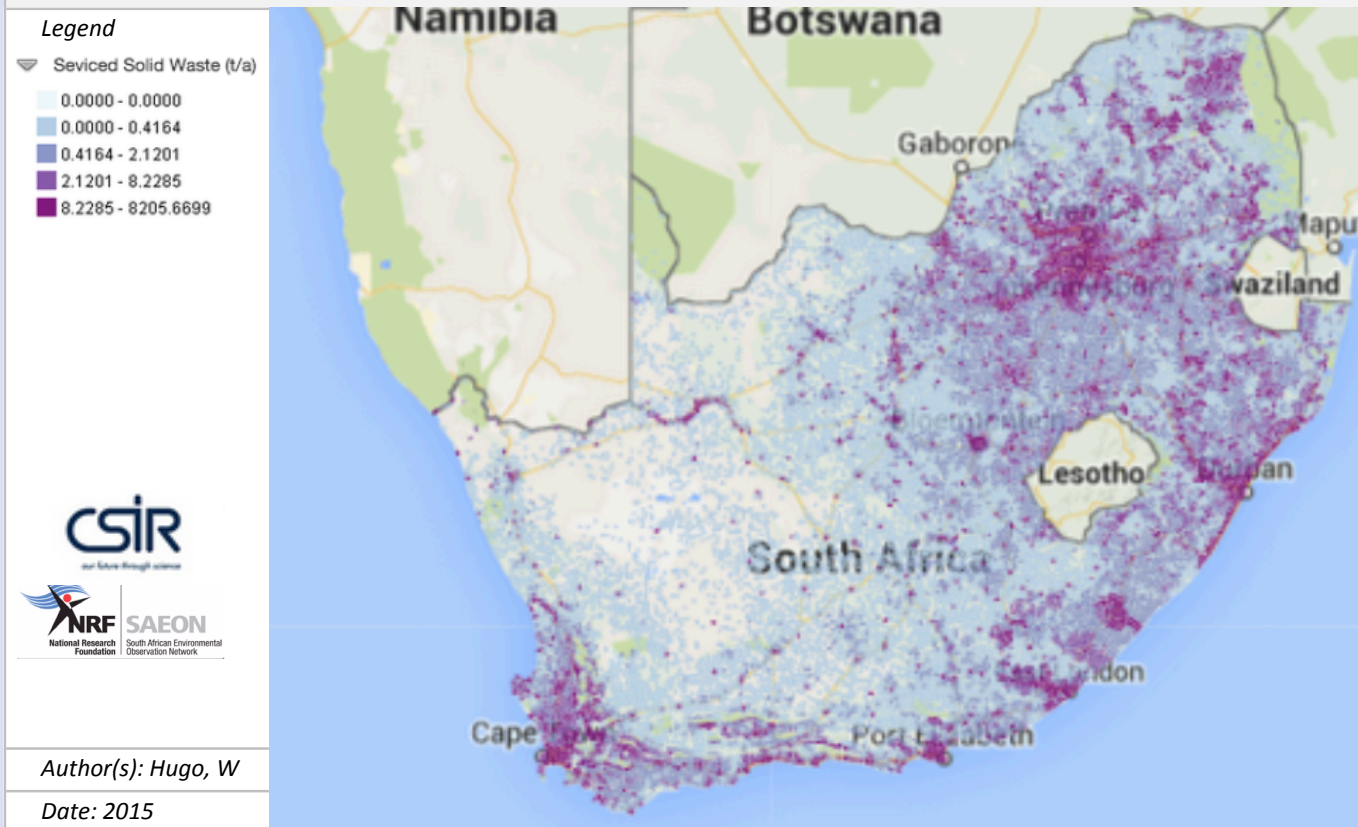 Legend
Seviced Solid Waste (t/a)
0.0000 - 0.0000
0.0000 - 0.4164
0.4164 - 2.1201
2.1201 - 8.2285
8.2285 - 8205.6699
CSIR
our future through science
NRF
SAEON
National Research
Foundation
South African Environmental
Observation Network
Author(s): Hugo, W
Date: 2015
Namibia
Botswana
Gaboron
Mapu
Swaziland
Lesotho
South Africa
Cape
Port Elizabeth